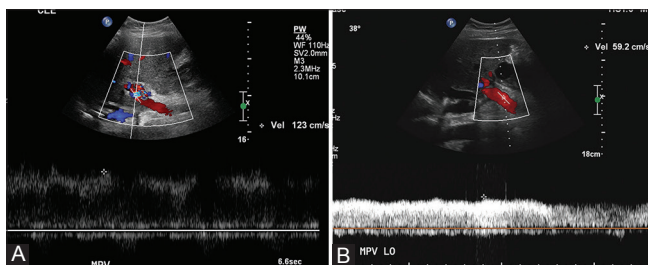 P
PW
44%
WF 110Hz
SV2.0mm
M3
2.3MHz
10.1cm
X
Vel 123 cm/s
16
MPV
6.6sec
A
38°
P
Vel 59.2 cm/s
X
18cm
MPV LO
B